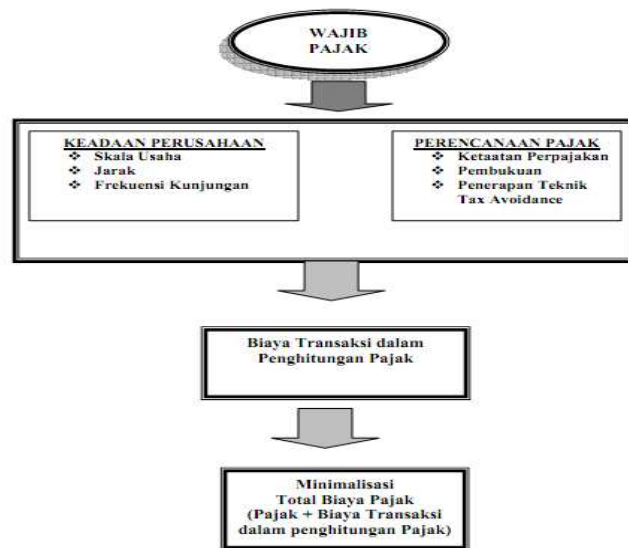 WAJIB
PAJAK
KEADAAN PERUSAHAAN
❖ Skala Usaha
❖ Jarak
❖ Frekuensi Kunjungan
PERENCANAAN PAJAK
❖ Ketaatan Perpajakan
❖ Pembukuan
❖ Penerapan Teknik
Tax Avoidance
Biaya Transaksi dalam
Penghitungan Pajak
Minimalisasi
Total Biaya Pajak
(Pajak + Biaya Transaksi
dalam penghitungan Pajak)